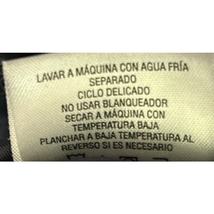 LAVAR A MÁQUINA CON AGUA FRÍA
SEPARADO
CICLO DELICADO
NO USAR BLANQUEADOR
SECAR A MÁQUINA CON
TEMPERATURA BAJA
PLANCHAR A BAJA TEMPERATURA AL
REVERSO SI ES NECESARIO